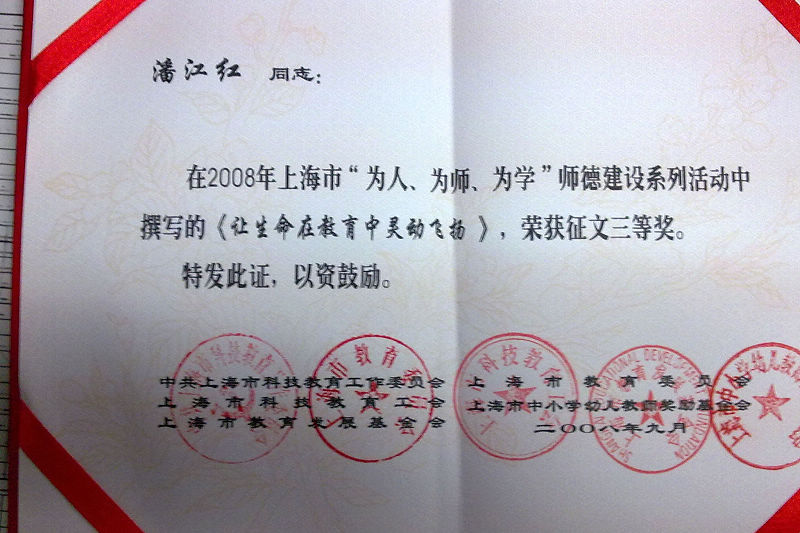 潘江红 同志：
在2008年上海市“为人、为师、为学”师德建设系列活动中
撰写的《让生命在教育中灵动飞扬》，荣获征文三等奖。
特发此证，以资鼓励。
中共上海市科技教育工作委员会 上海市教育委员会
上海市科技教育工会 上海市中小学幼儿教师奖励基金会
上海市教育发展基金会 二〇〇八年九月